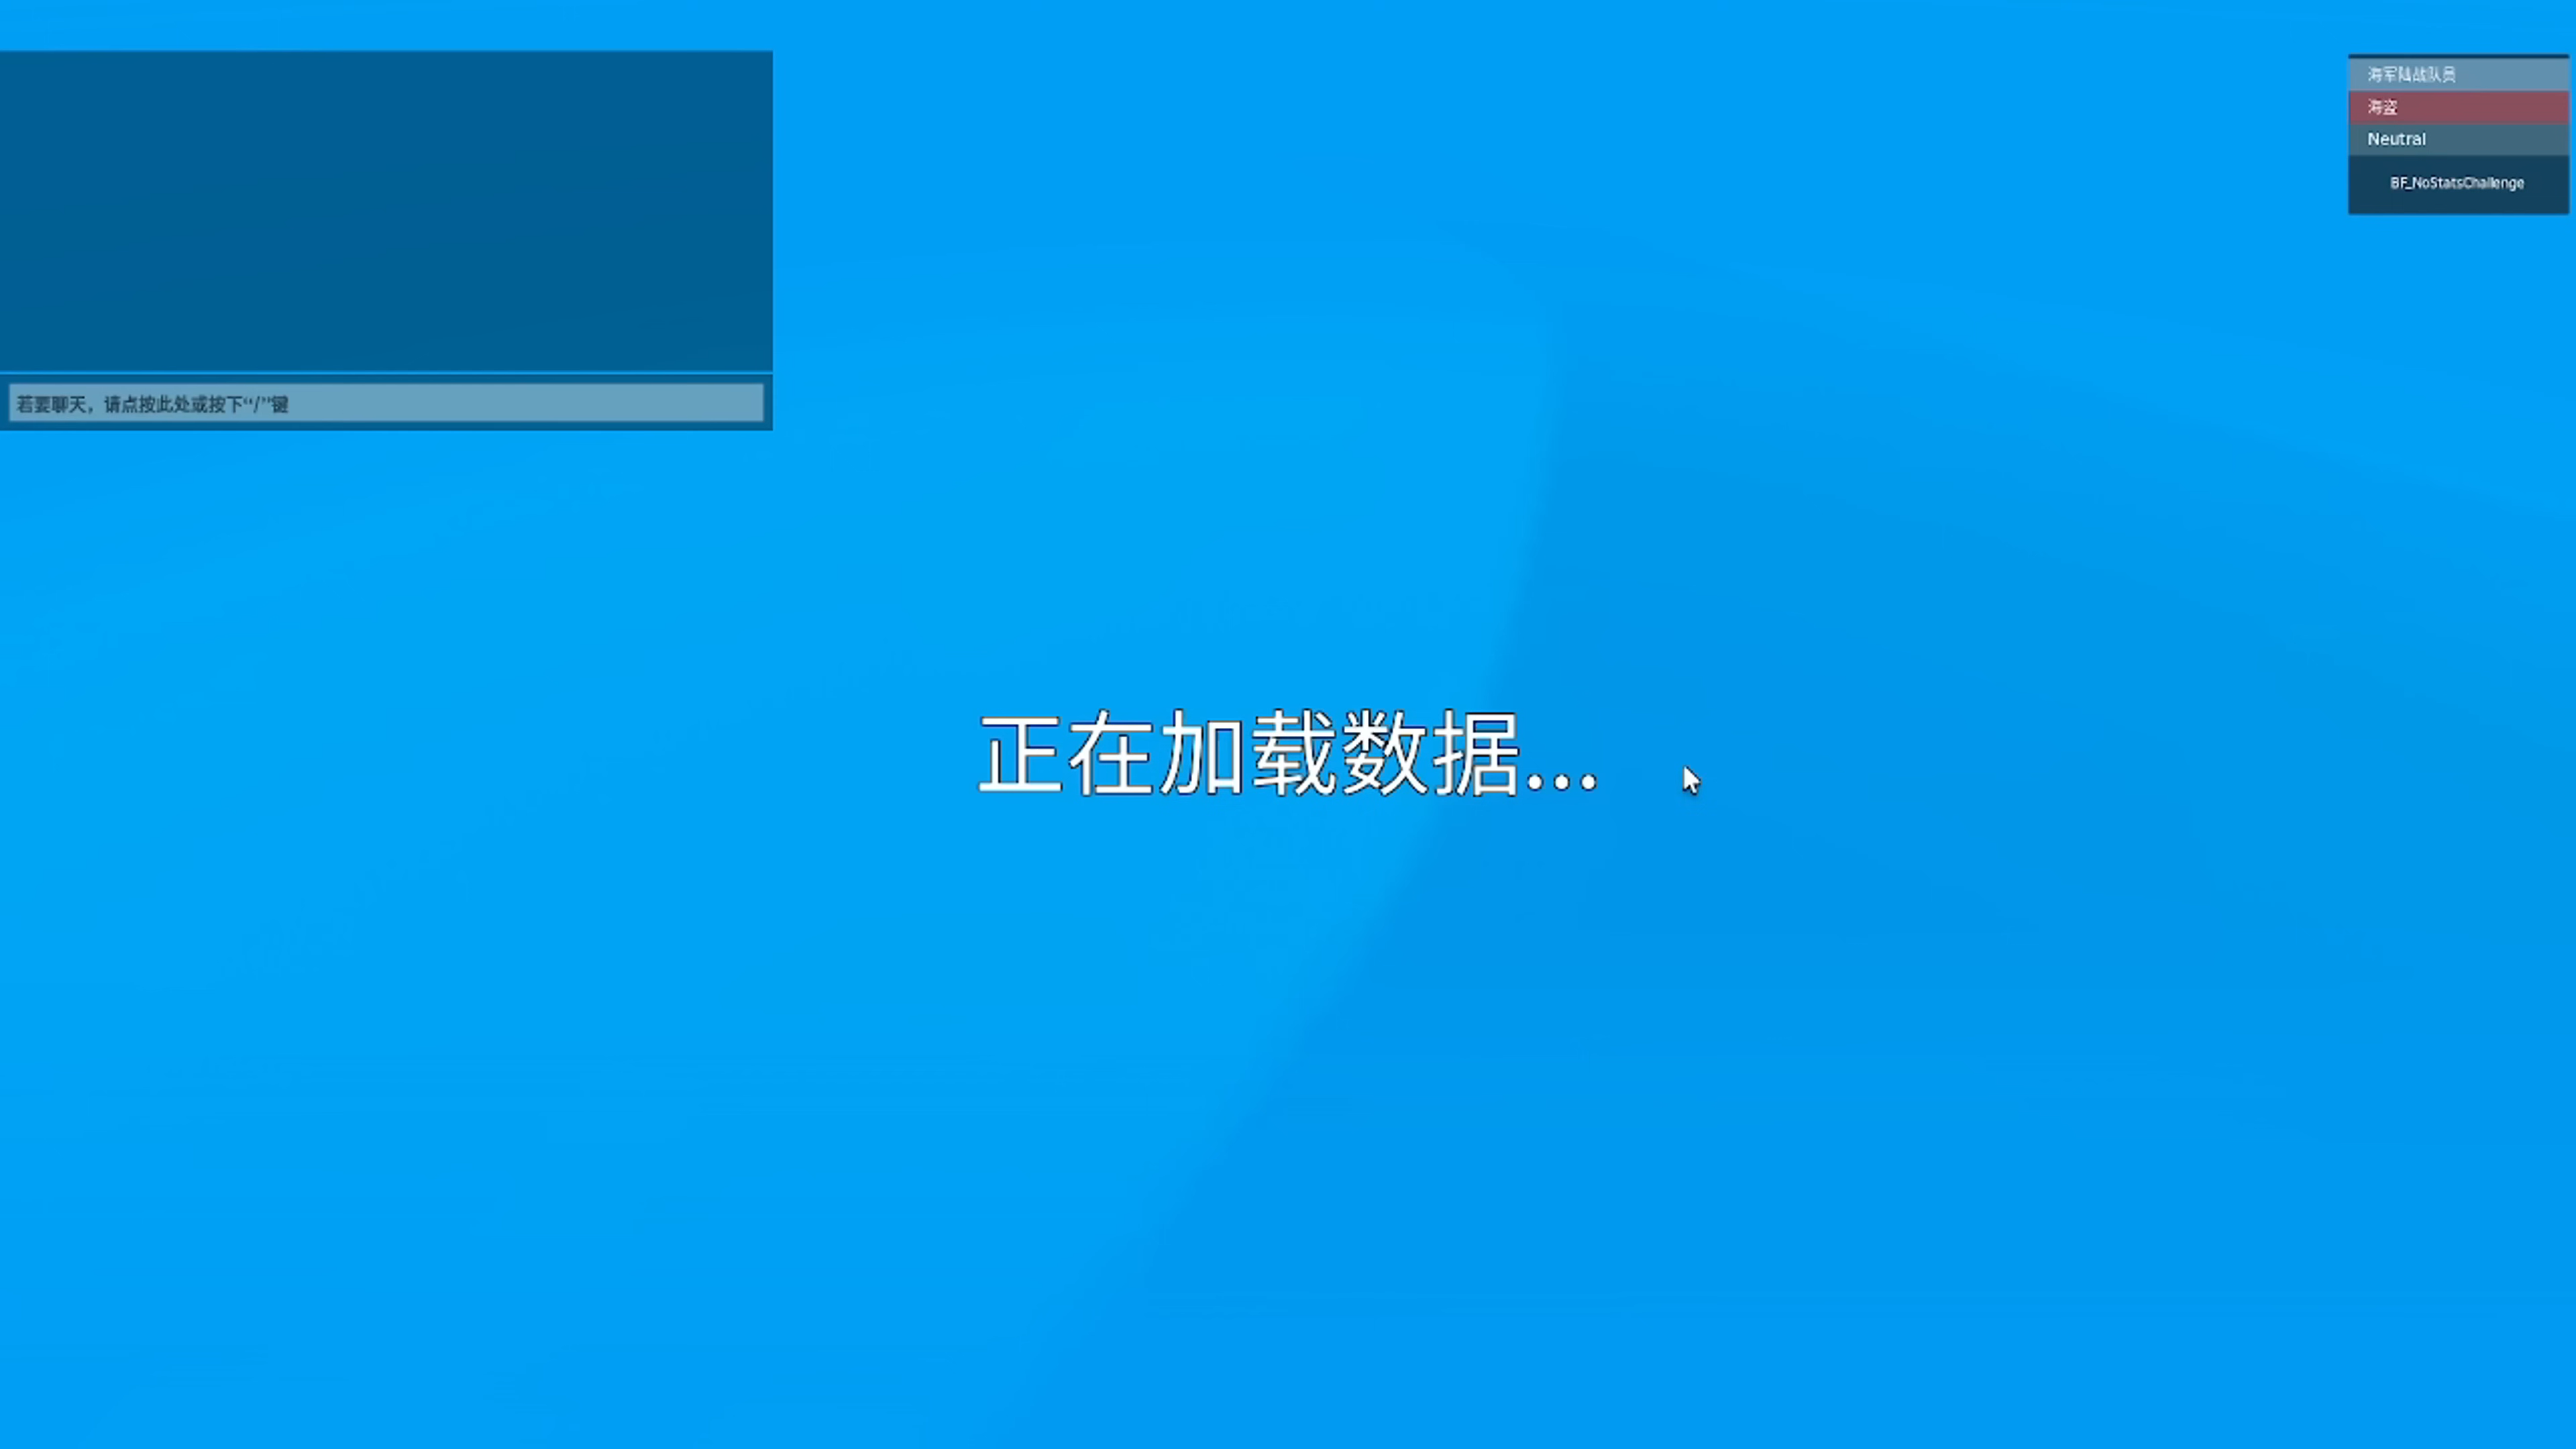 海军陆战队员
海盗
Neutral
BF_NoStatsChallenge
若要聊天，请点按此处或按下“/”键
正在加载数据...